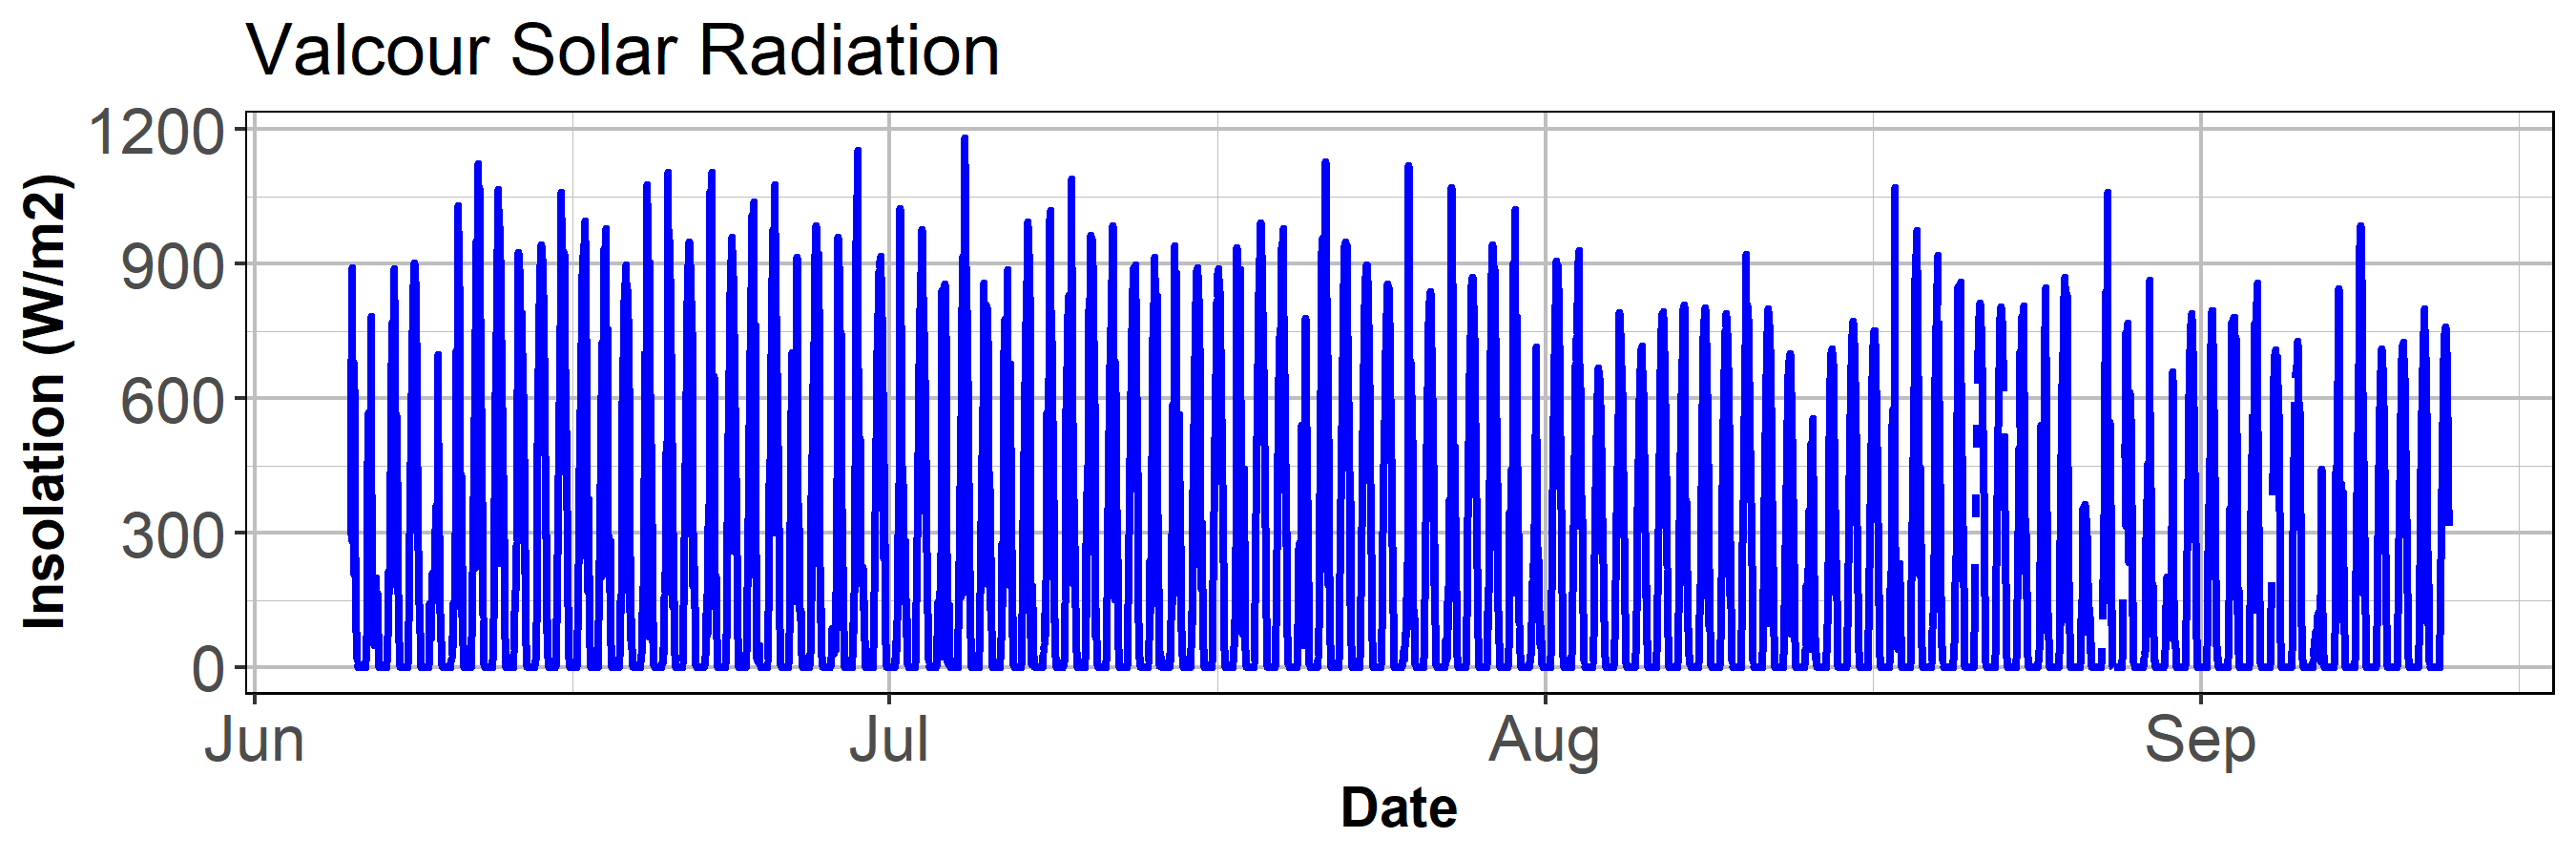 Valcour Solar Radiation
Insolation (W/m2)
1200
900
600
300
0
Jun Jul Aug Sep
Date